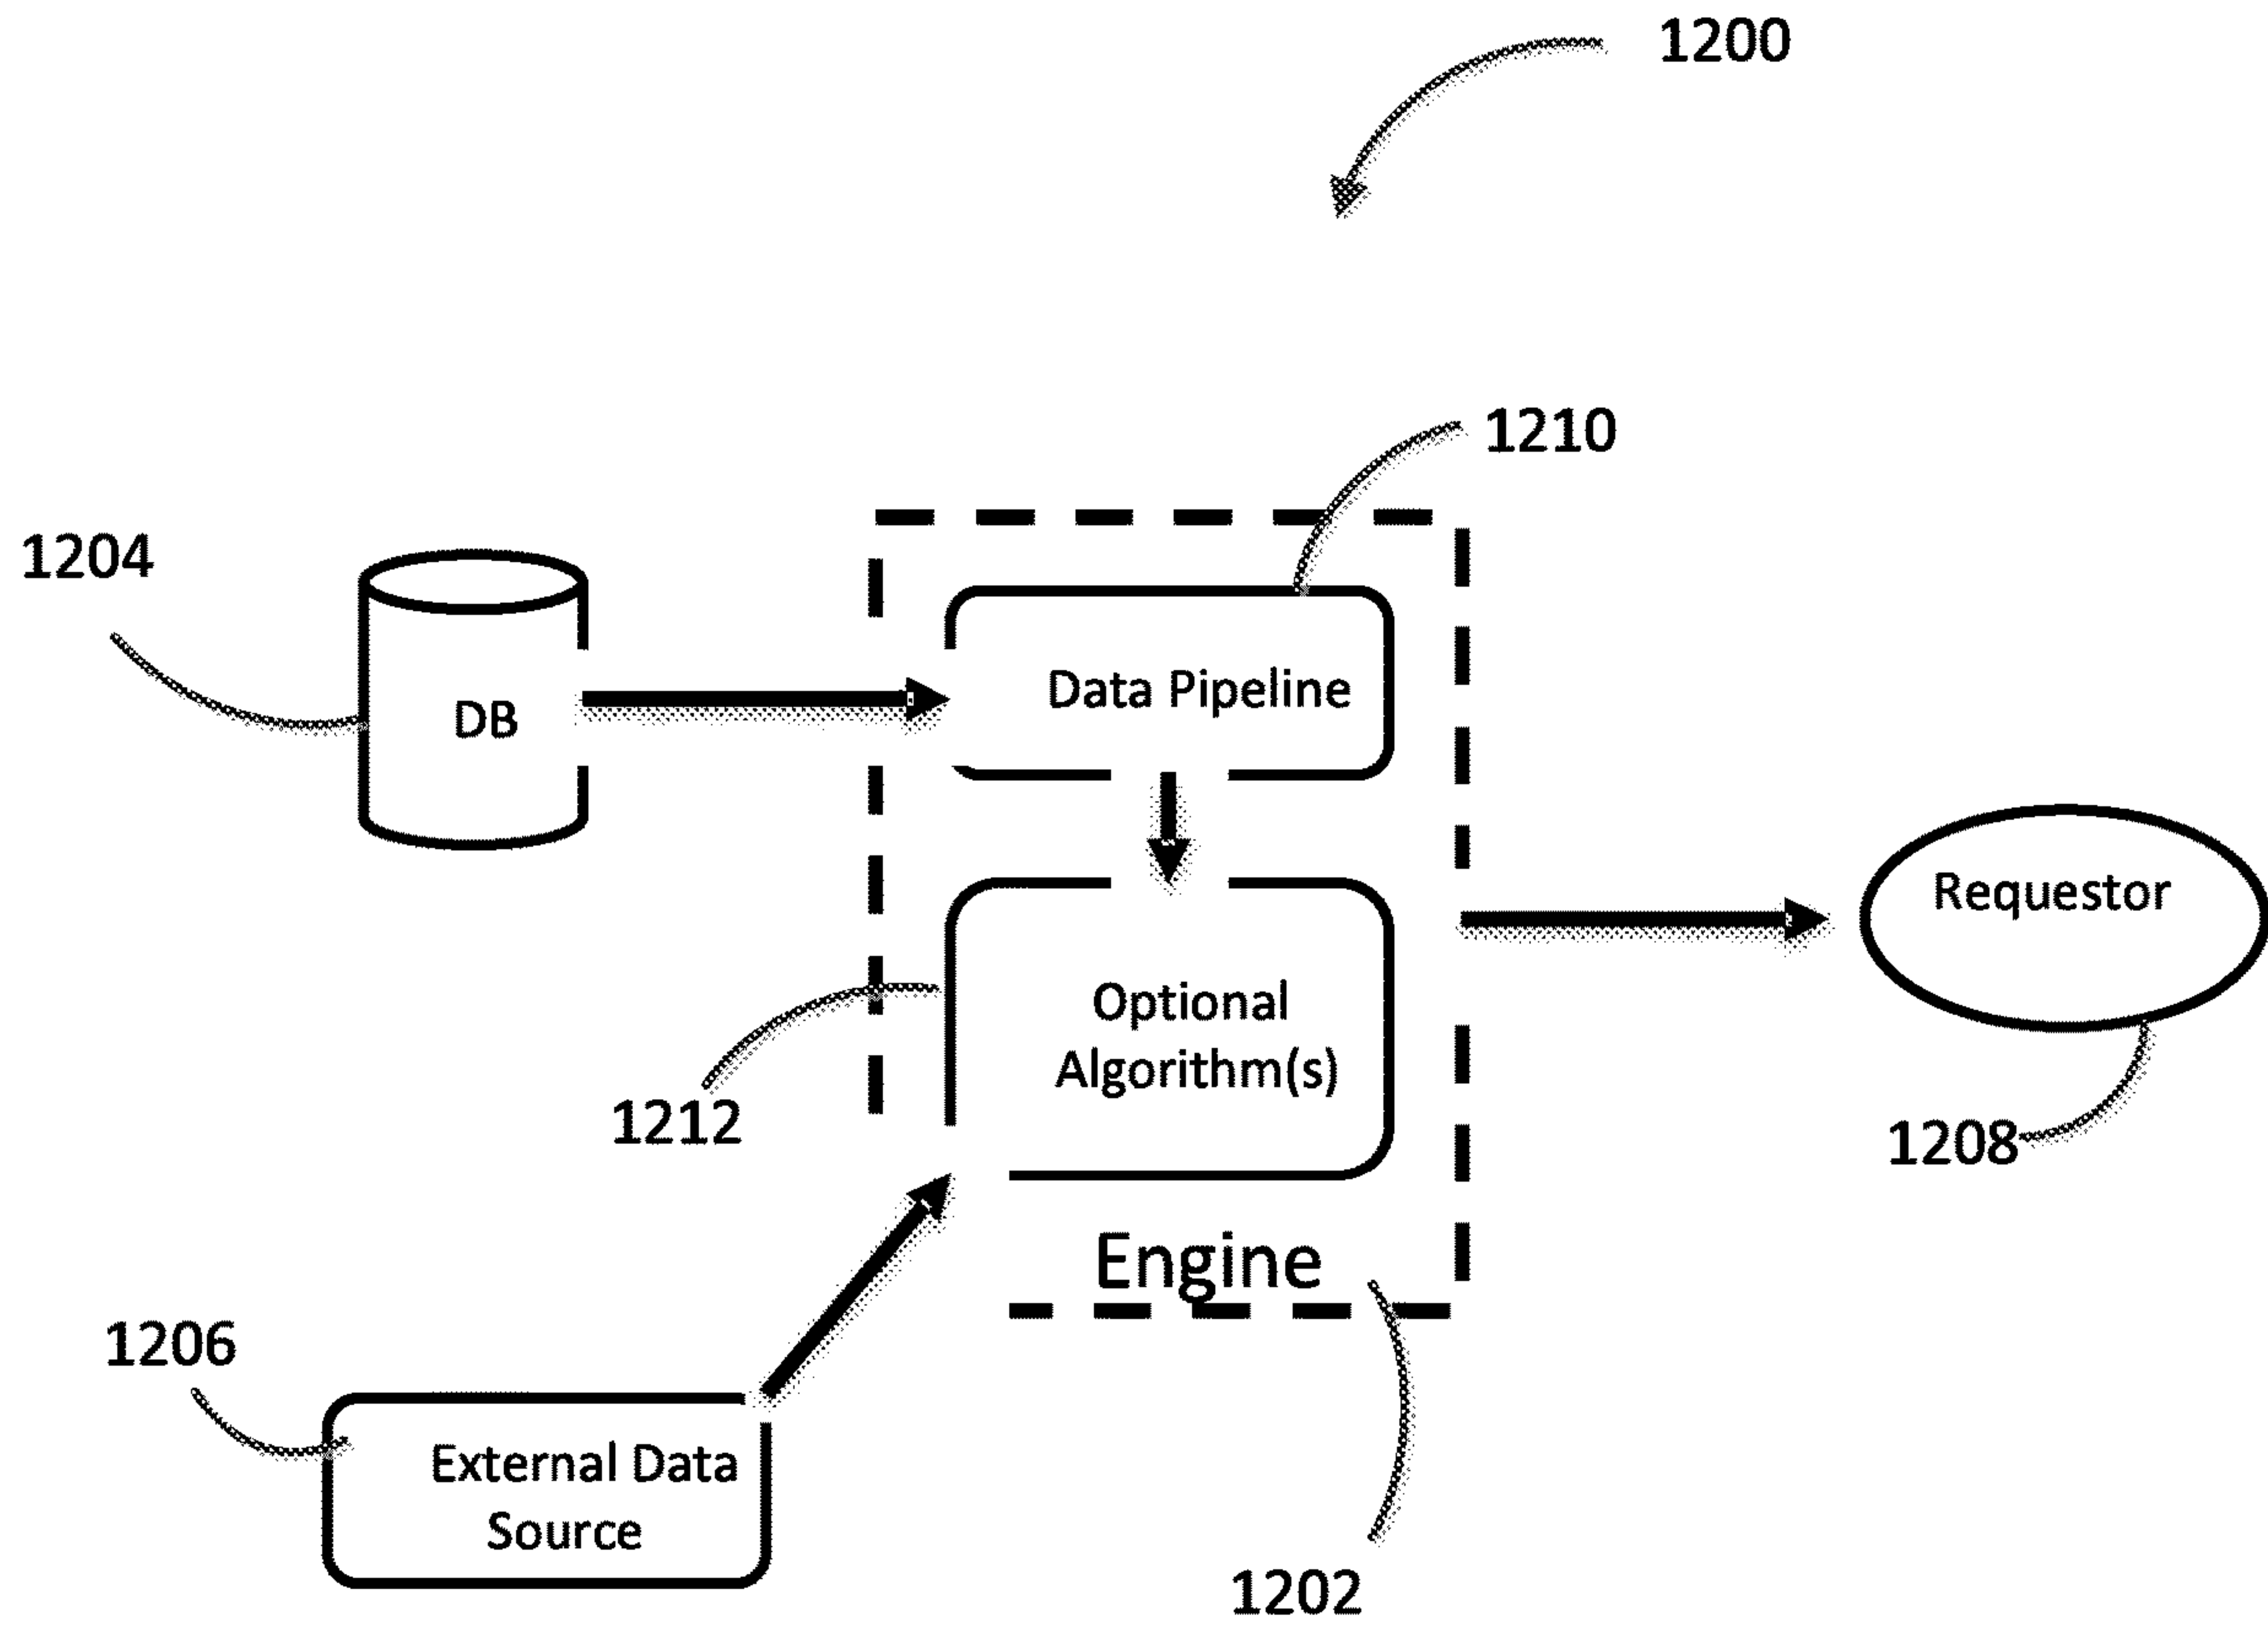 1200
1210
1204
Data Pipeline
DB
Requestor
Optional
Algorithm(s)
1212
1208
Engine
1206
External Data
Source
1202